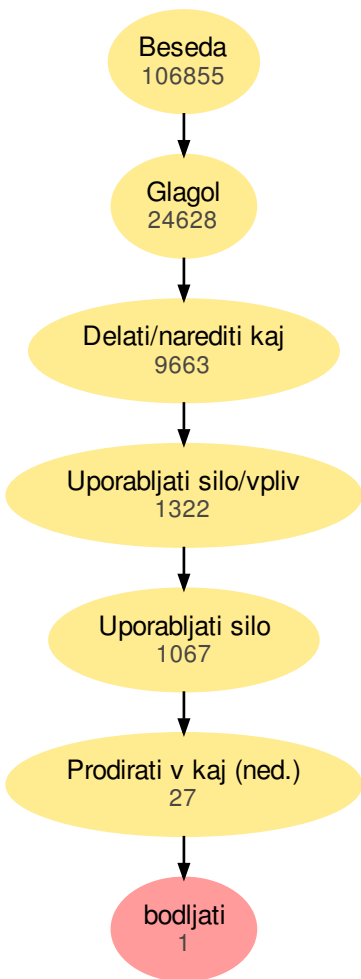 Beseda
106855
Glagol
24628
Delati/narediti kaj
9663
Uporabljati silo/vpliv
1322
Uporabljati silo
1067
Prodirati v kaj (ned.)
27
bodljati
1